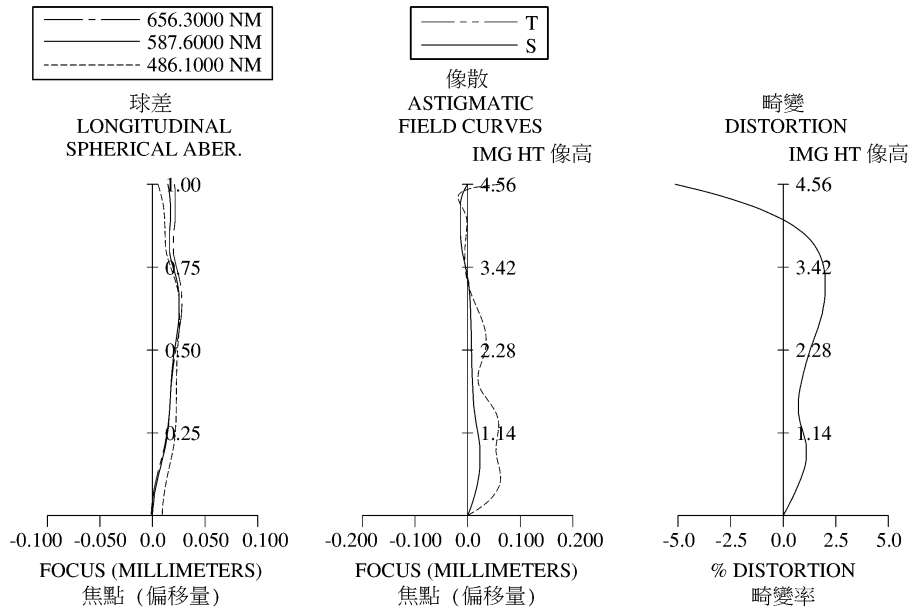 656.3000 NM
587.6000 NM
486.1000 NM
T
S
球差
LONGITUDINAL
SPHERICAL ABER.
像散
ASTIGMATIC
FIELD CURVES
IMG HT 像高
畸變
DISTORTION
IMG HT 像高
1.00
0.75
0.50
0.25
-0.100 -0.050 0.0 0.050 0.100
FOCUS (MILLIMETERS)
焦點 (偏移量)
4.56
3.42
2.28
1.14
-0.200 -0.100 0.0 0.100 0.200
FOCUS (MILLIMETERS)
焦點 (偏移量)
4.56
3.42
2.28
1.14
-5.0 -2.5 0.0 2.5 5.0
% DISTORTION
畸變率